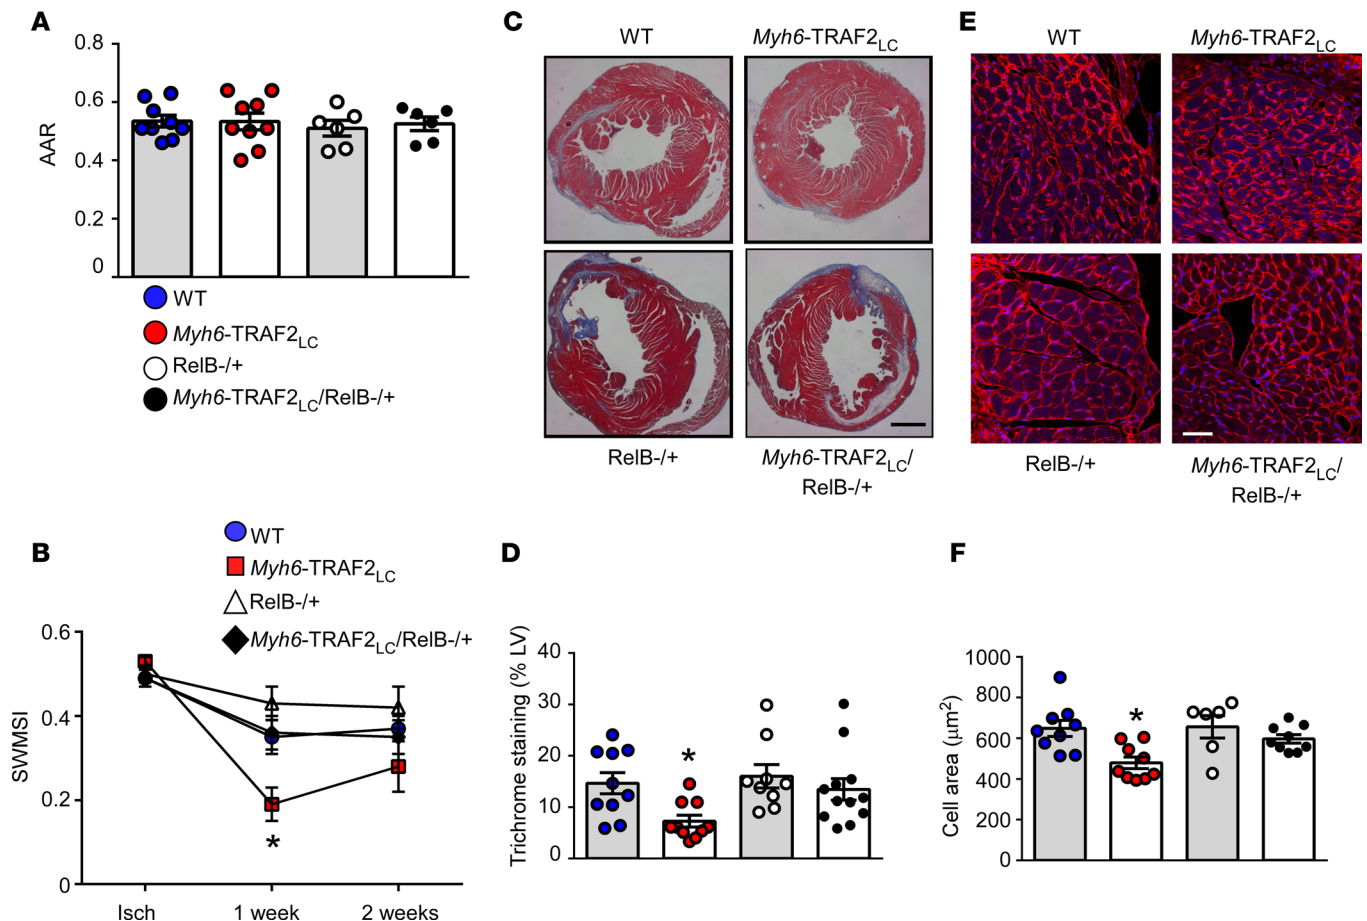 A
0.8
0.6
0.4
0.2
0
AAR
WT
Myh6-TRAF2LC
RelB-/+
Myh6-TRAF2LC/RelB-/+
B
WT
Myh6-TRAF2LC
RelB-/+
Myh6-TRAF2LC/RelB-/+
0.6
0.4
0.2
0
SWMSI
*
Isch
1 week
2 weeks
C
WT
Myh6-TRAF2LC
RelB-/+
Myh6-TRAF2LC/
RelB-/+
D
40
30
20
10
0
Trichrome staining (% LV)
*
E
WT
Myh6-TRAF2LC
RelB-/+
Myh6-TRAF2LC/
RelB-/+
F
1000
800
600
400
200
0
Cell area (μm2)
*